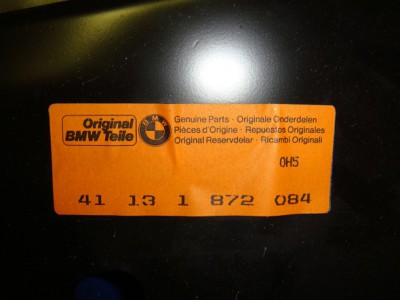 Original
BMW Teile
BMW
Genuine Parts · Originale Onderdelen
Pièces d'Origine · Repuestos Originales
Original Reservdelar · Ricambi Originali
0H5
41 13 1 872 084